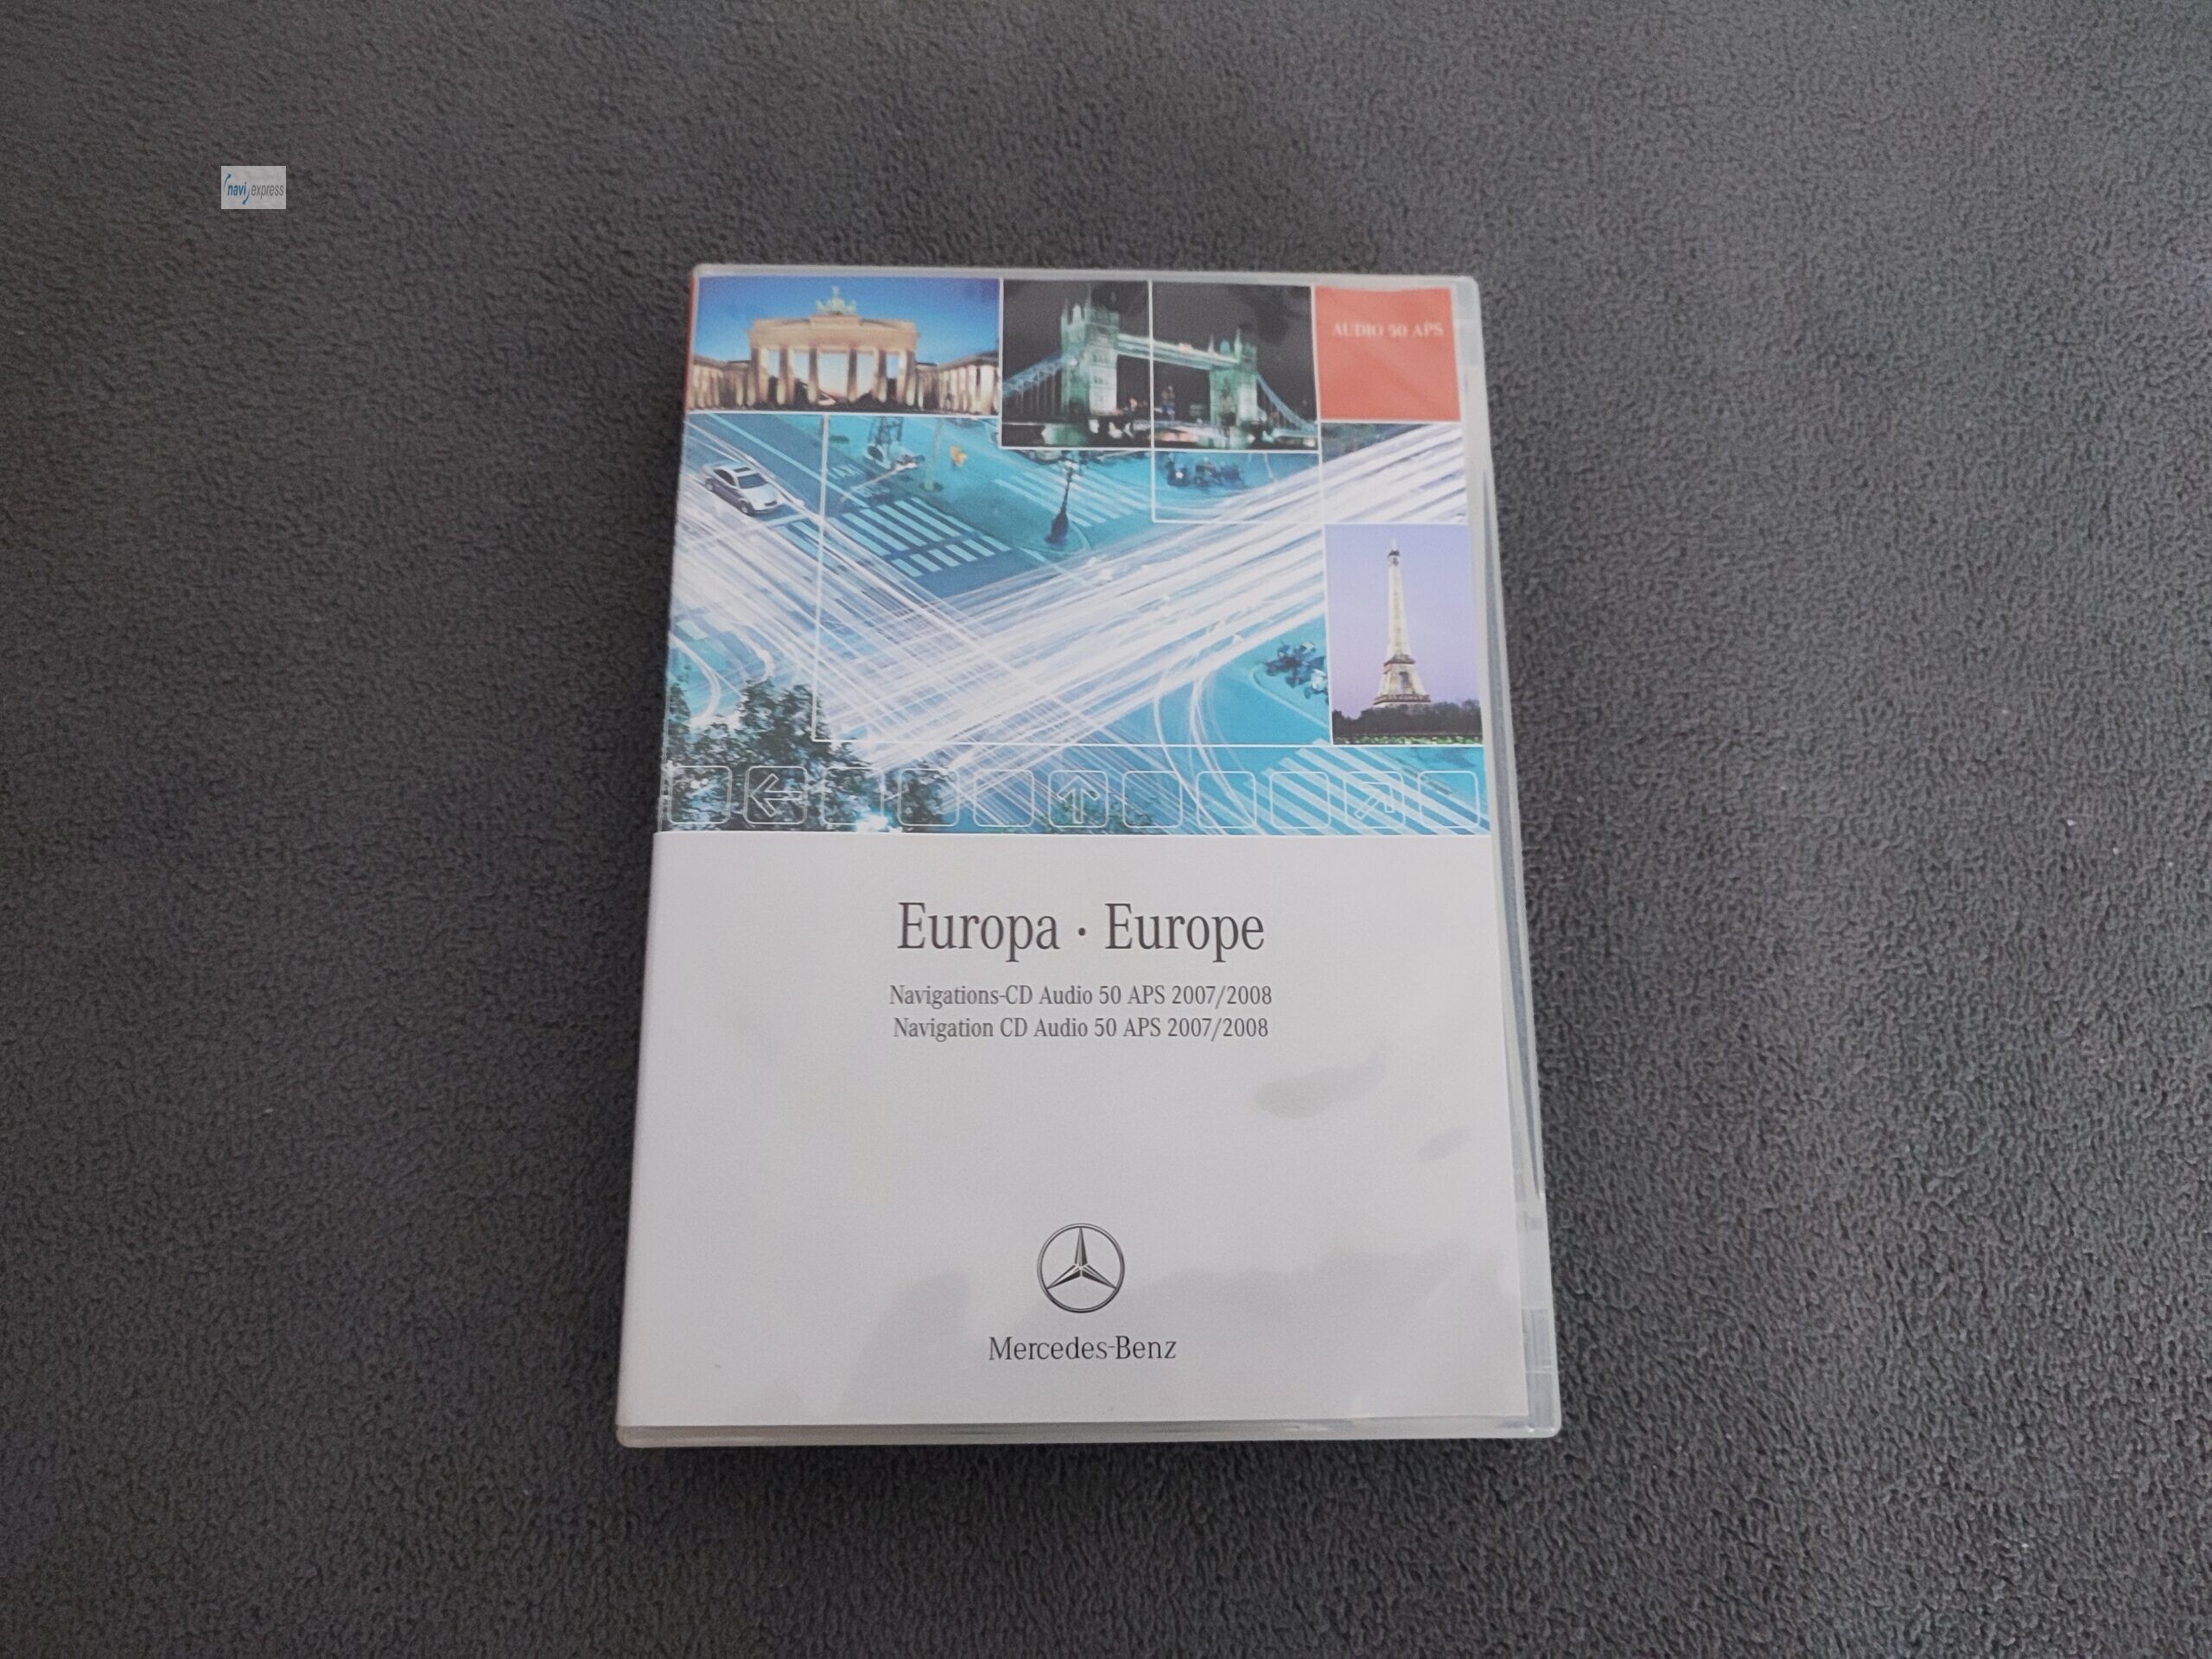 navi express
AUDIO 50 APS
Europa · Europe
Navigations-CD Audio 50 APS 2007/2008
Navigation CD Audio 50 APS 2007/2008
Mercedes-Benz